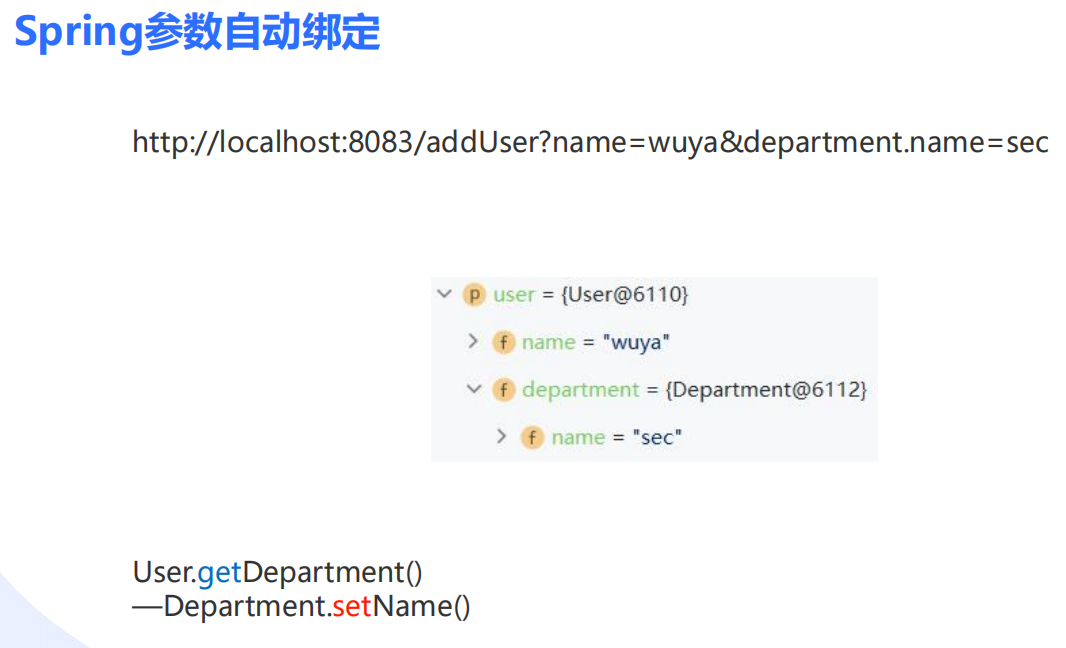 Spring参数自动绑定
http://localhost:8083/addUser?name=wuya&department.name=sec
p user = {User@6110}
f name = "wuya"
f department = {Department@6112}
f name = "sec"
User.getDepartment()
—Department.setName()